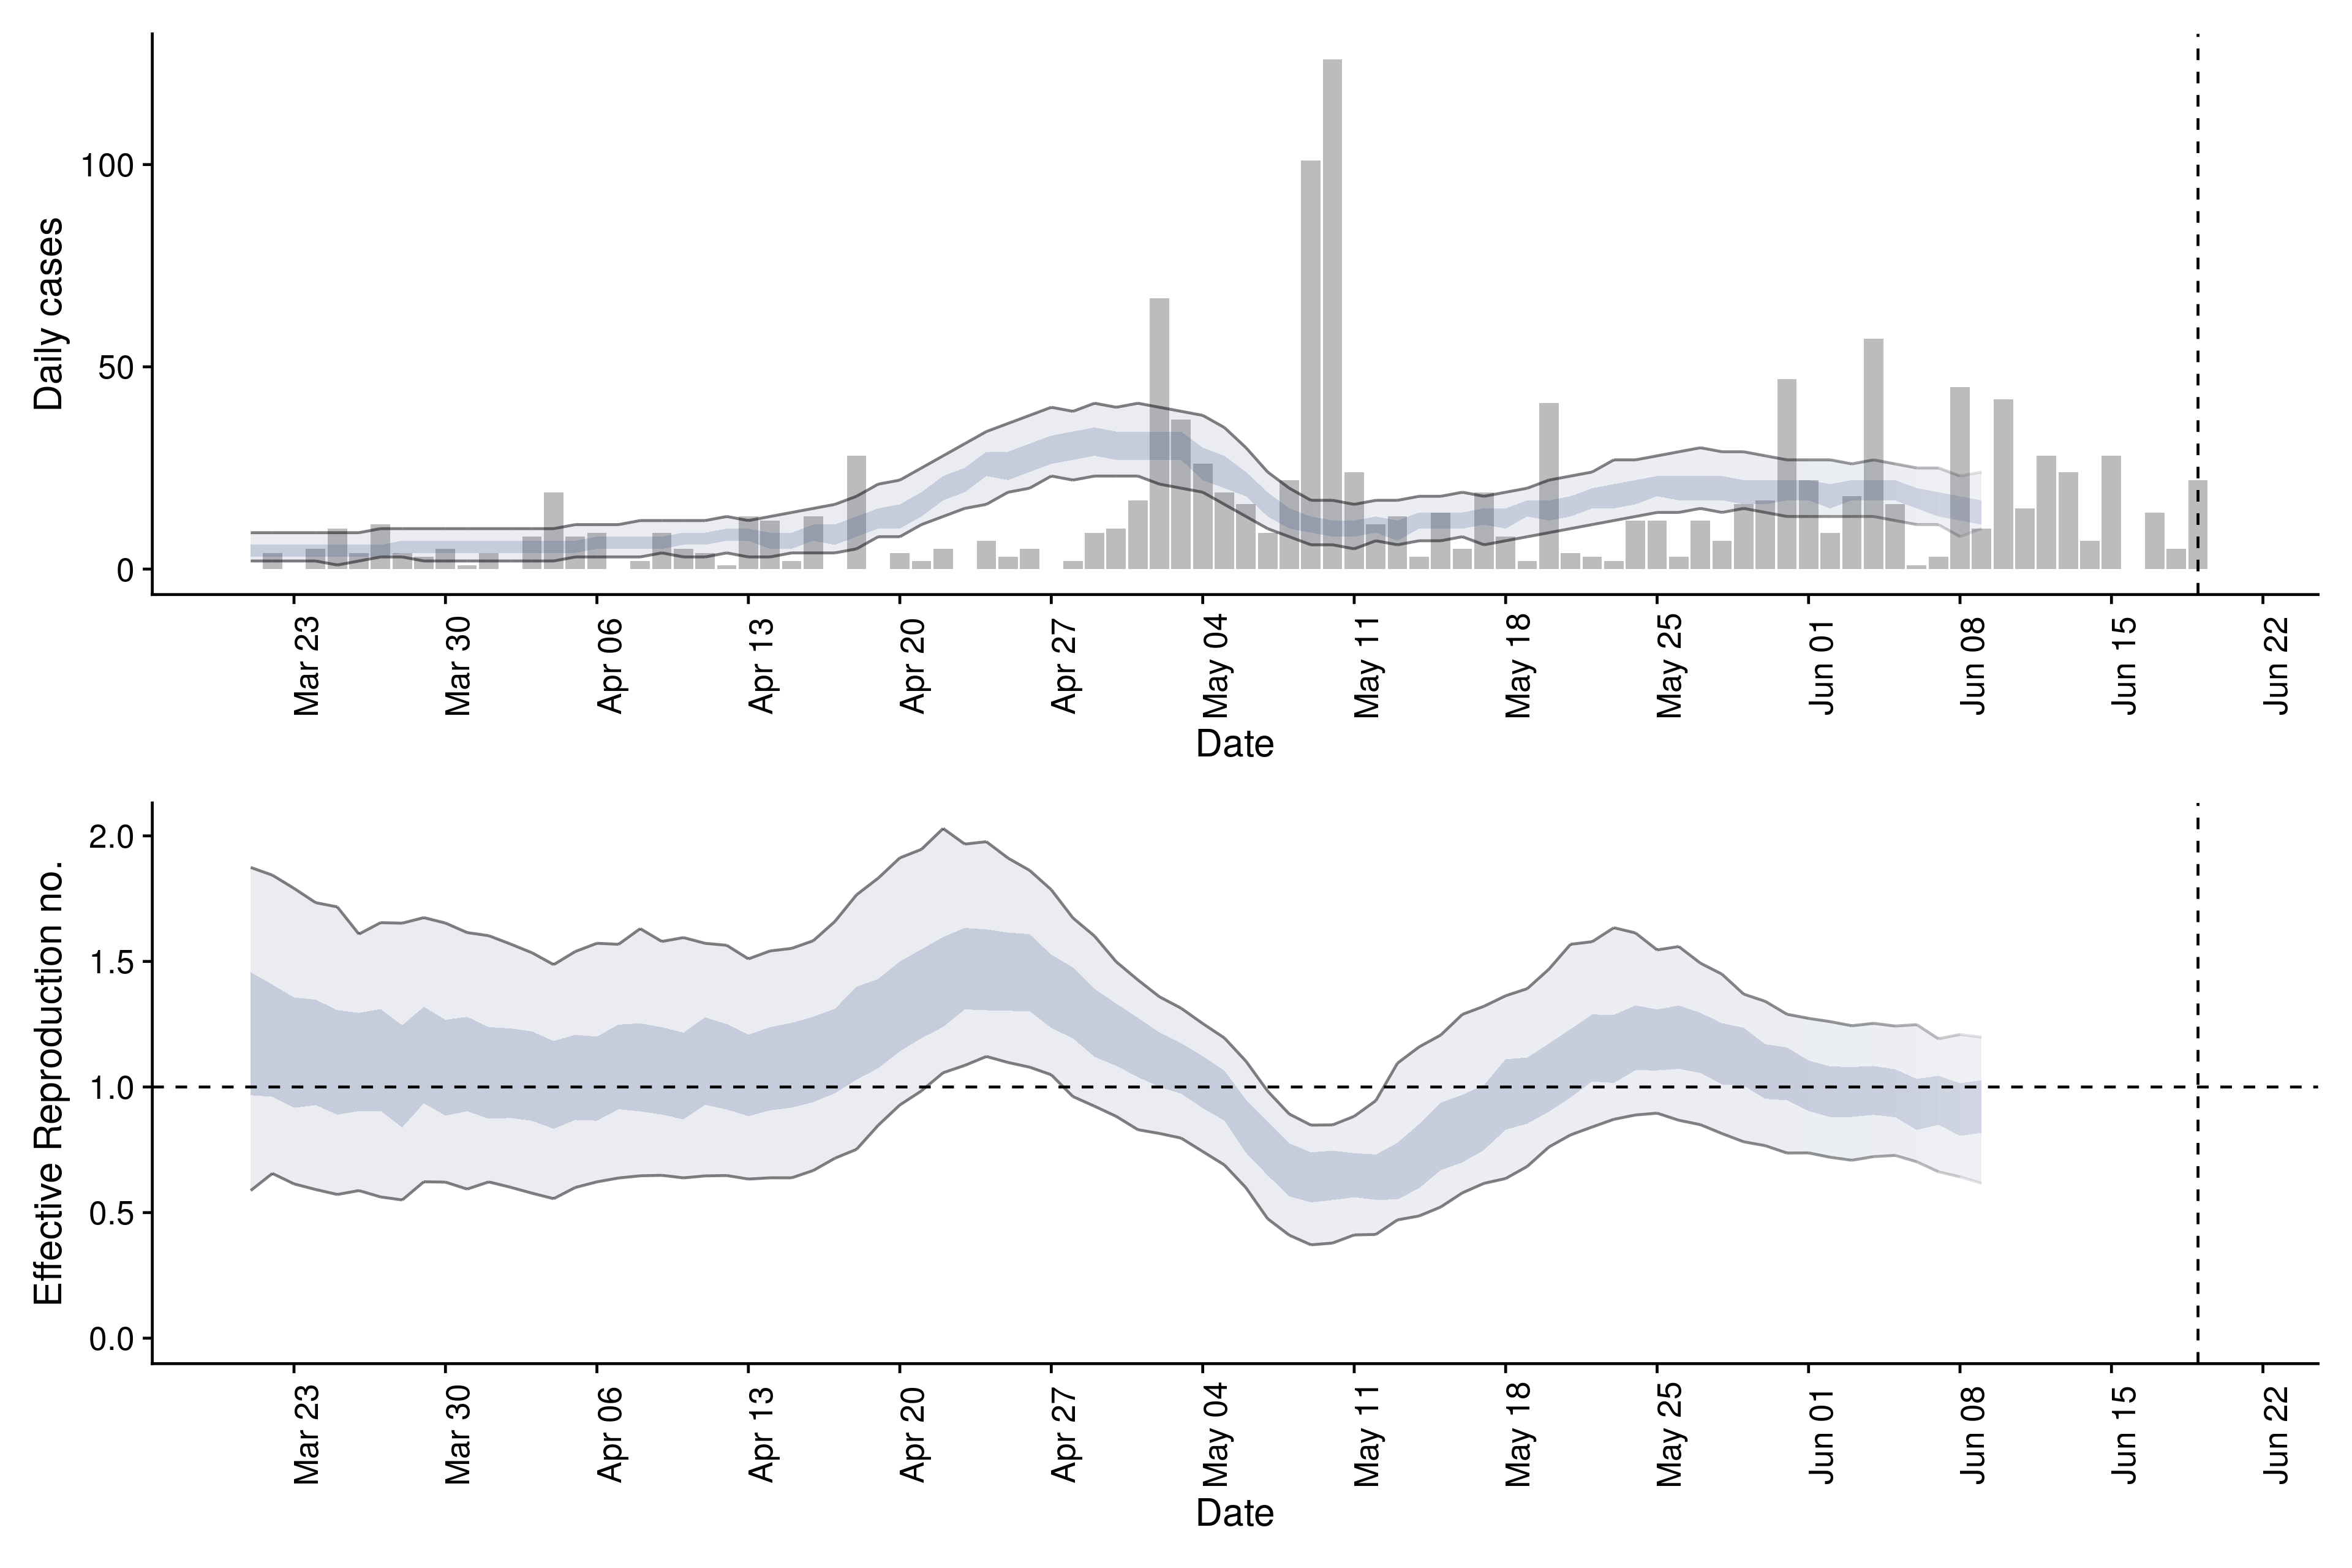 Daily cases
100
50
0
Mar 23
Mar 30
Apr 06
Apr 13
Apr 20
Apr 27
May 04
May 11
May 18
May 25
Jun 01
Jun 08
Jun 15
Jun 22
Date
Effective Reproduction no.
2.0
1.5
1.0
0.5
0.0
Mar 23
Mar 30
Apr 06
Apr 13
Apr 20
Apr 27
May 04
May 11
May 18
May 25
Jun 01
Jun 08
Jun 15
Jun 22
Date